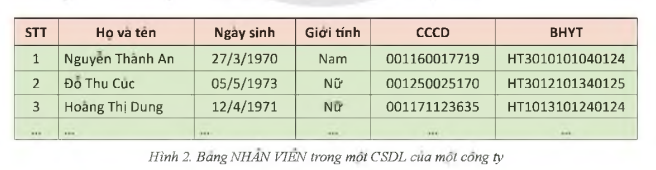 STT Họ và tên Ngày sinh Giới tính CCCD BHYT
1 Nguyễn Thành An 27/3/1970 Nam 001160017719 HT3010101040124
2 Đỗ Thu Cúc 05/5/1973 Nữ 001250025170 HT3012101340125
3 Hoàng Thị Dung 12/4/1971 Nữ 001171123635 HT1013101240124
... ... ... ... ... ...
Hình 2. Bảng NHÂN VIÊN trong một CSDL của một công ty